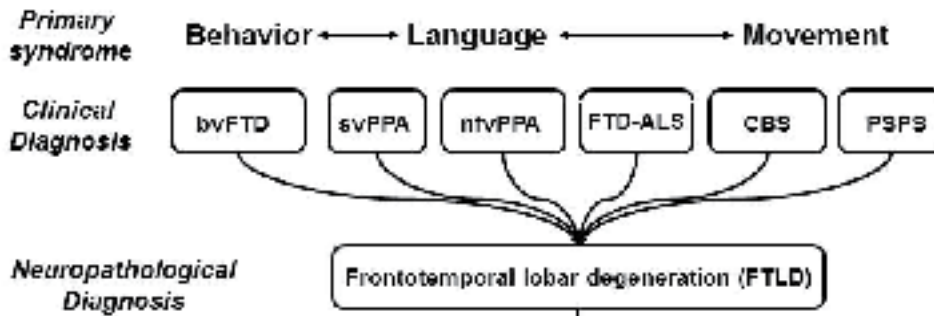 Primary
syndrome
Behavior Language Movement
Clinical
Diagnosis
bvFTD svPPA nfvPPA FTD-ALS CBS PSPS
Neuropathological
Diagnosis
Frontotemporal lobar degeneration (FTLD)